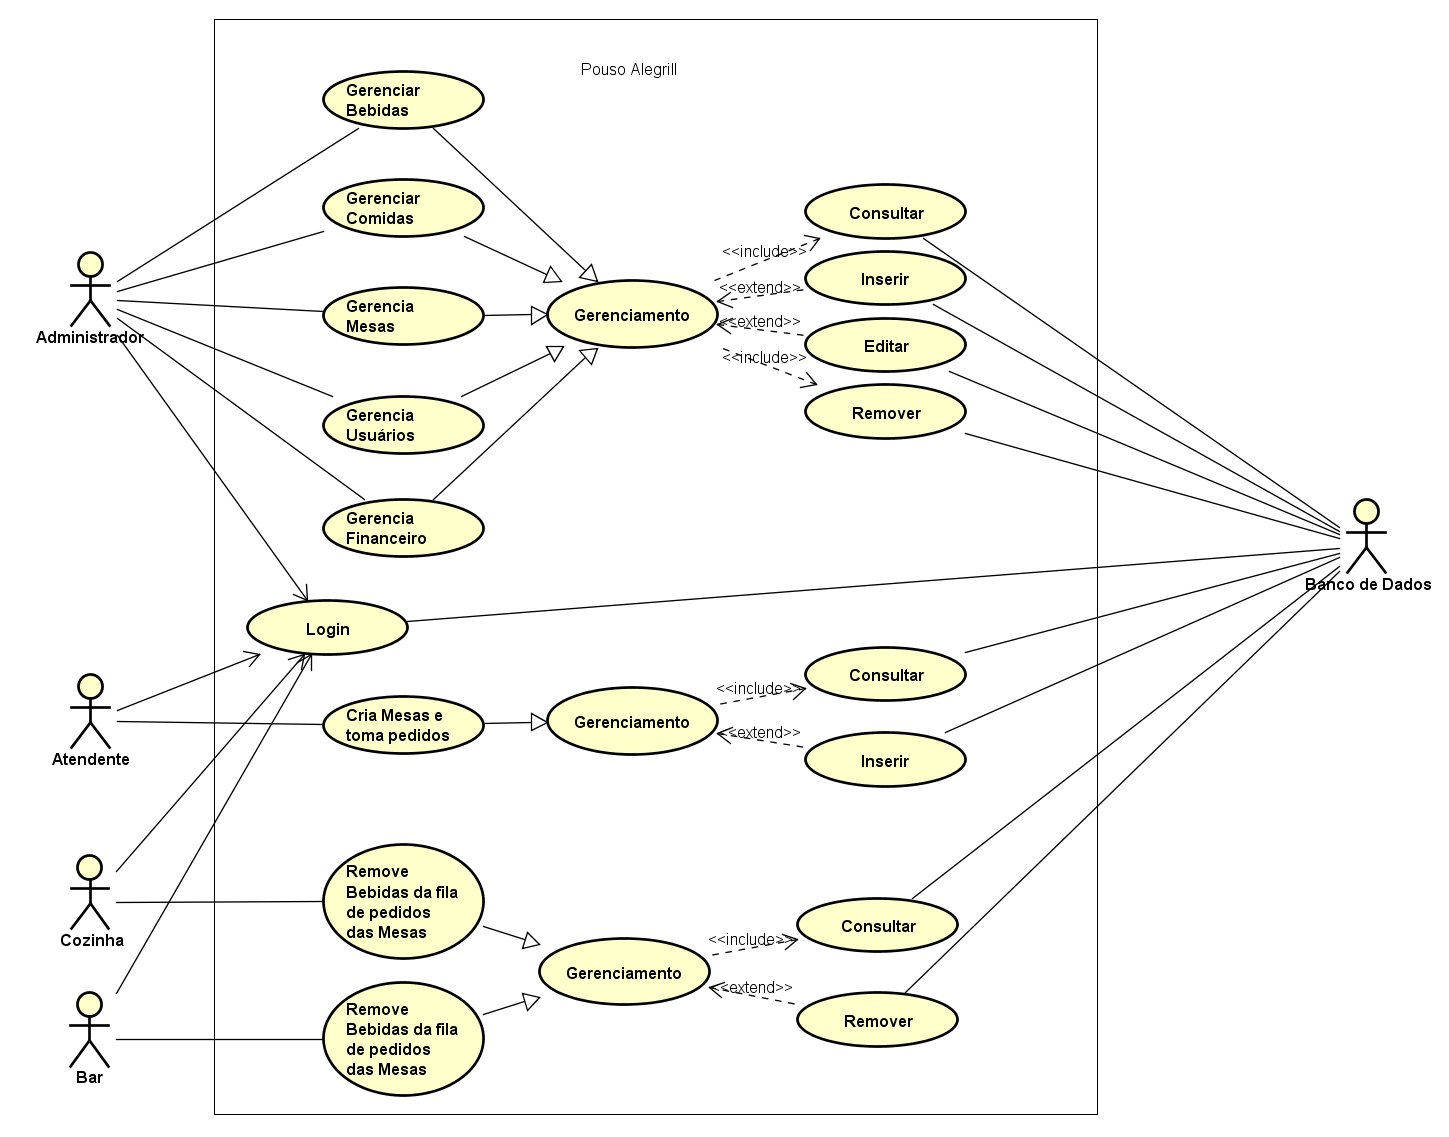 Pouso Alegrill
Gerenciar
Bebidas
Gerenciar
Comidas
Gerencia
Mesas
Gerencia
Usuários
Gerencia
Financeiro
Administrador
Gerenciamento
<<include>>
<<extend>>
<<extend>>
<<include>>
Consultar
Inserir
Editar
Remover
Banco de Dados
Login
Atendente
Cria Mesas e
toma pedidos
Gerenciamento
<<include>>
<<extend>>
Consultar
Inserir
Cozinha
Remove
Bebidas da fila
de pedidos
das Mesas
Gerenciamento
<<include>>
<<extend>>
Consultar
Remover
Bar
Remove
Bebidas da fila
de pedidos
das Mesas